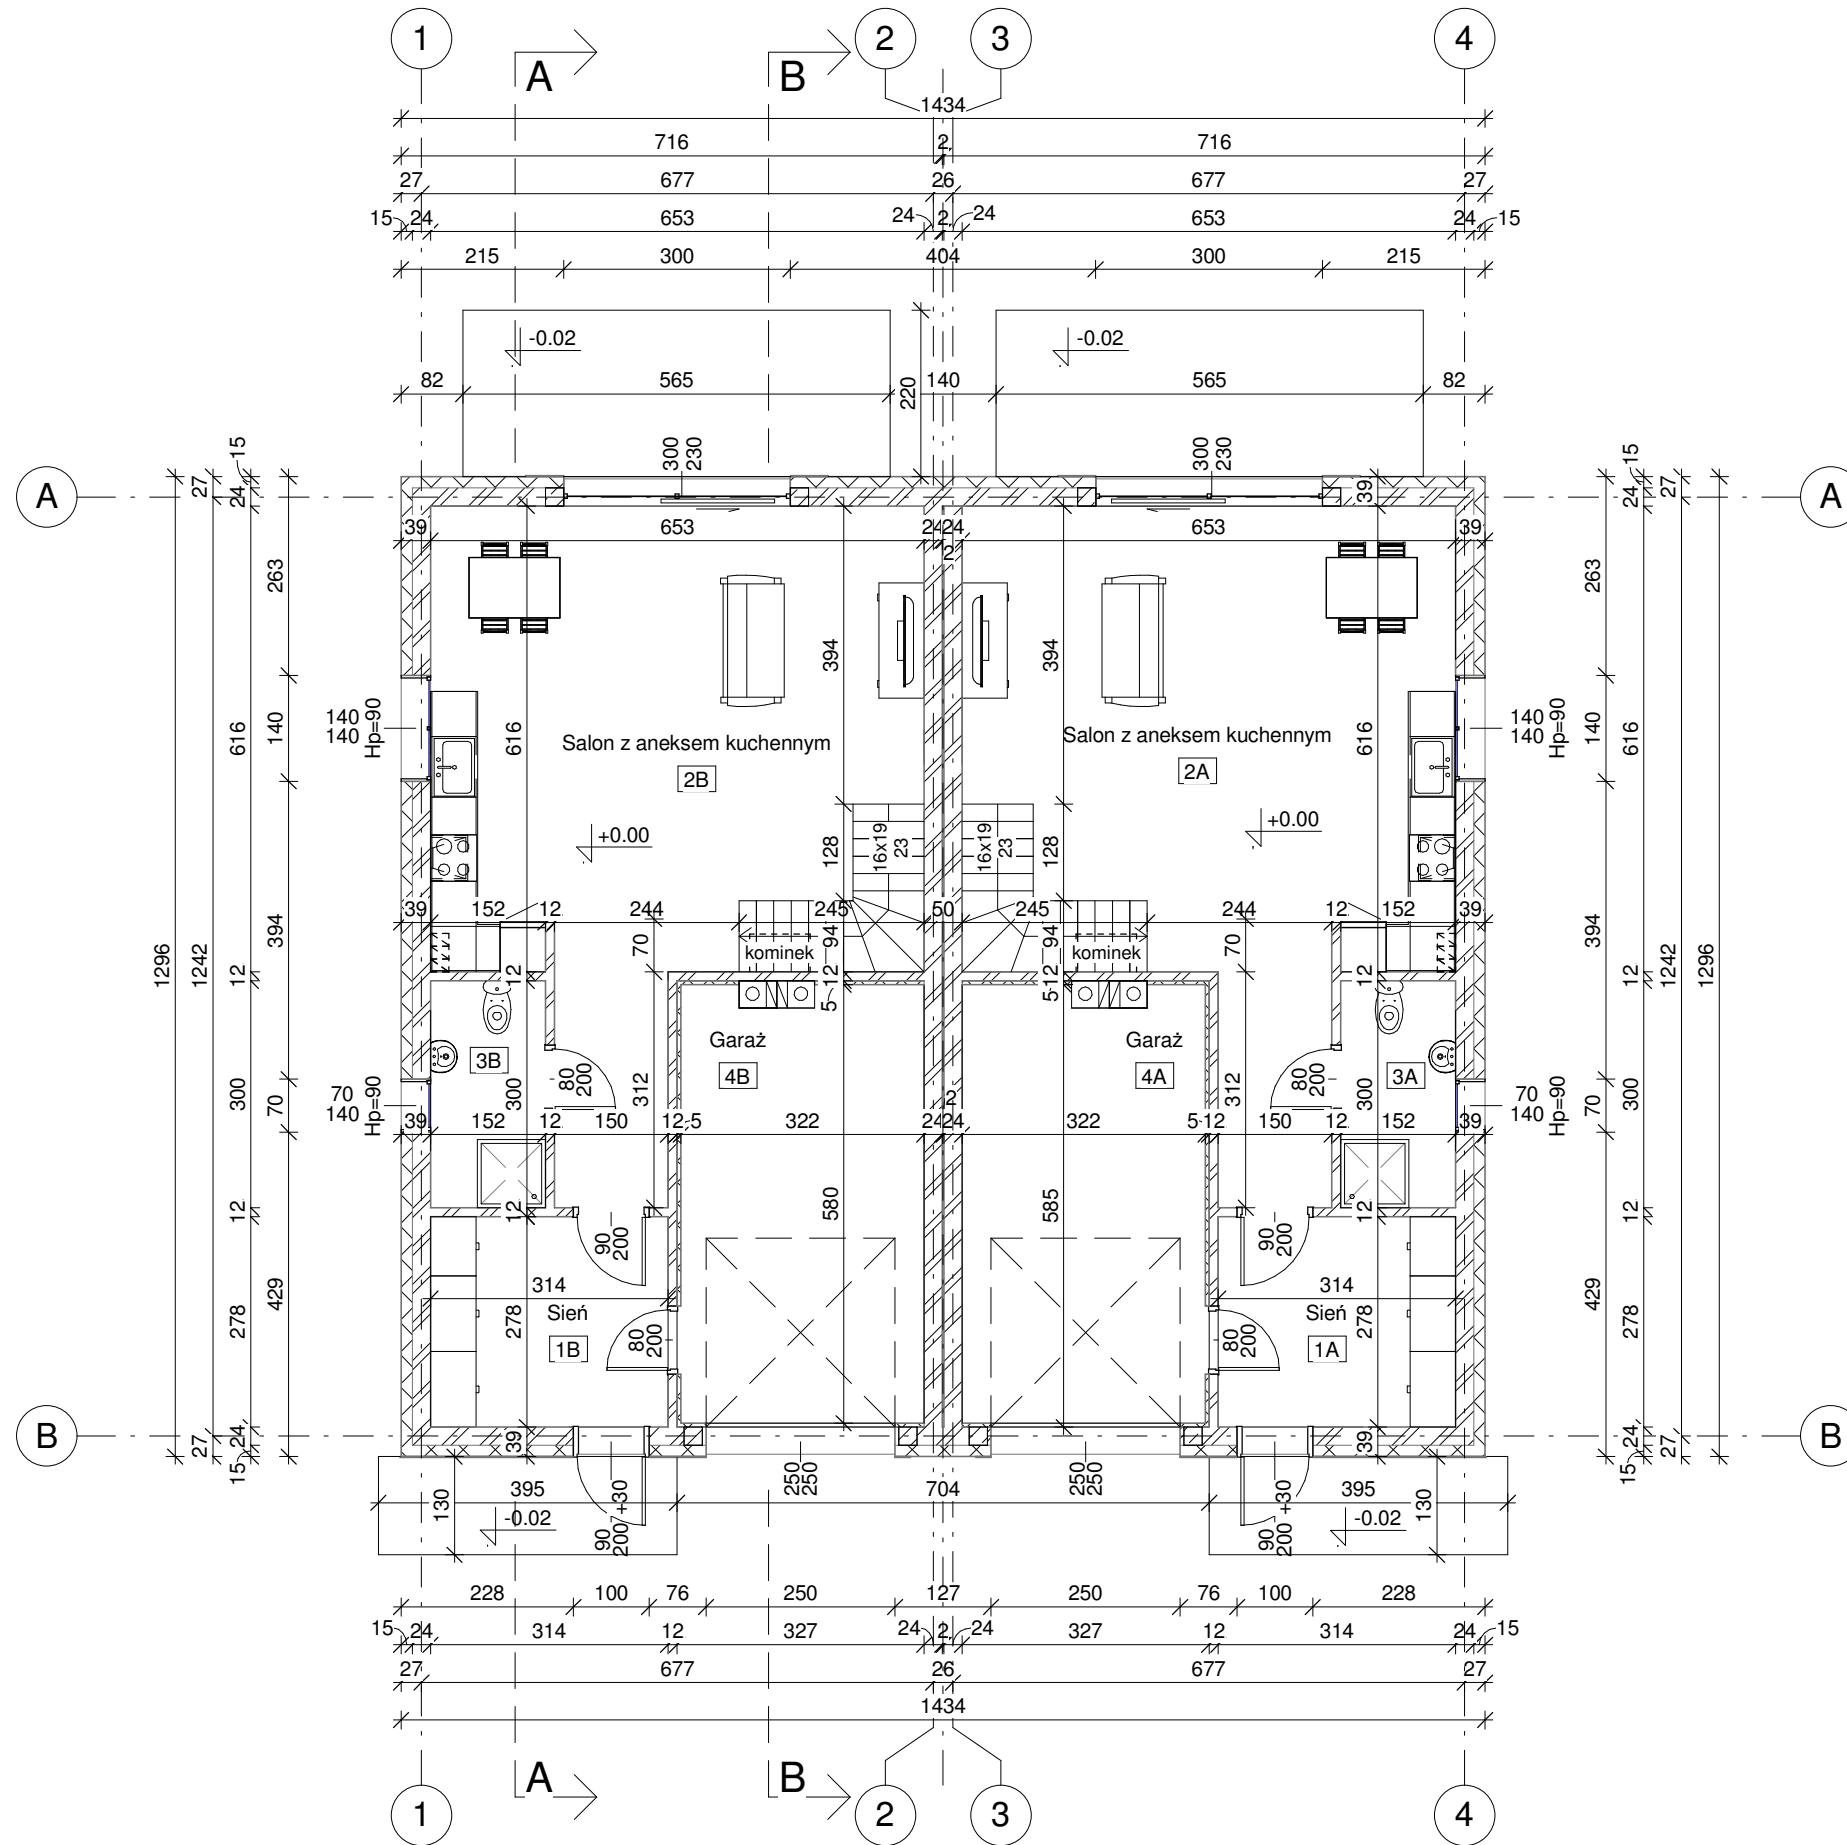 1 2 3 4
A B
1434
716 2 716
27 677 26 677 27
15 24 653 24 2 24 653 24 15
215 300 404 300 215
-0.02 -0.02
82 565 140 565 82
220
300 230 300 230
15 15
A 27 24 39 24 27 A
39 653 24 24 653 39
2
263 263
394 394
140 140 Hp=90 140 140 Hp=90
616 140 616 616 140 616
Salon z aneksem kuchennym Salon z aneksem kuchennym
2B 2A
+0.00 +0.00
128 16x19 23 16x19 23 128
39 152 12 244 245 50 245 244 12 152 39
1296 1242 394 70 94 94 70 394 1242 1296
kominek kominek
12 12 12 12 12 12
5 5
Garaż Garaż
3B 4B 4A 3A
80 200 80 200
70 140 Hp=90 70 140 Hp=90
300 70 300 312 312 300 70 300
2
39 152 12 150 12 5 322 24 24 322 5 12 150 12 152 39
580 585
12 12 12 12
90 200 90 200
314 314
Sień Sień
1B 1A
80 200 80 200
278 429 278 278 429 278
B 27 24 15 39 39 24 15 27 B
250 250 250 250
395 704 395
130 130
90 200 +30 90 200 +30
-0.02 -0.02
228 100 76 250 127 250 76 100 228
15 24 314 12 327 24 2 24 327 12 314 24 15
27 677 26 677 27
1434
A B
1 2 3 4